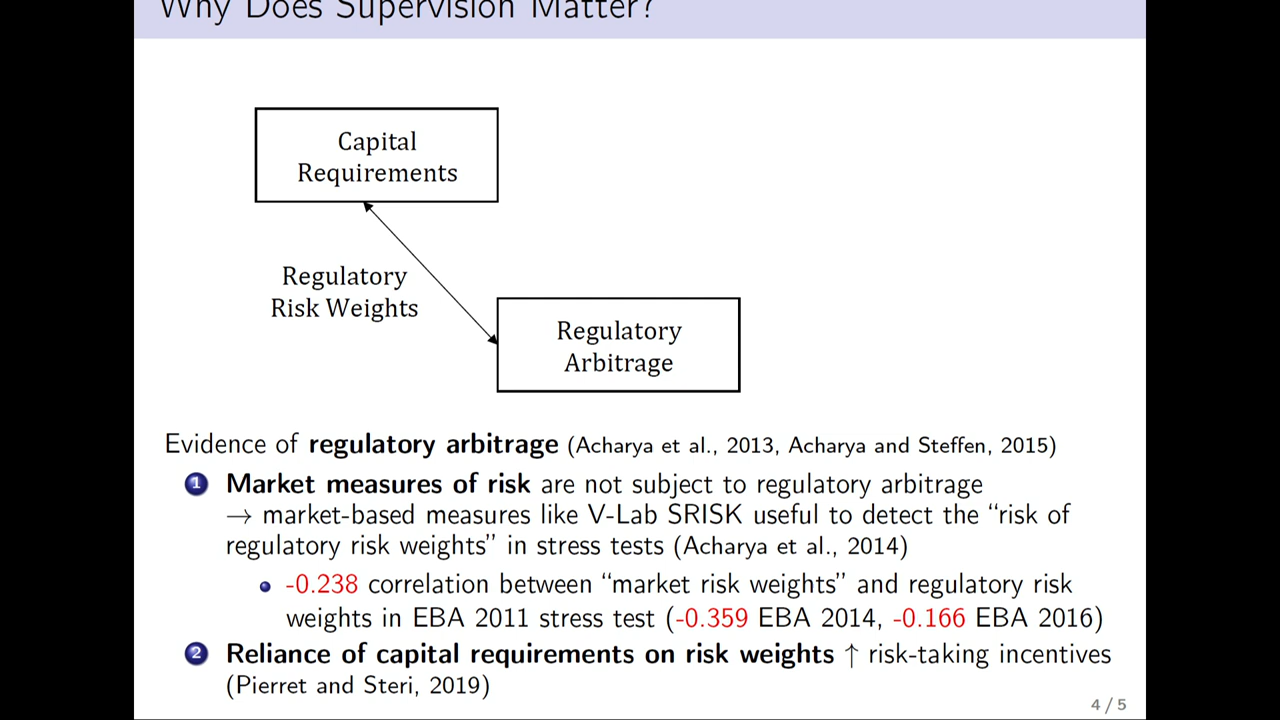 Why Does Supervision Matter?
Capital
Requirements
Regulatory
Risk Weights
Regulatory
Arbitrage
Evidence of regulatory arbitrage (Acharya et al., 2013, Acharya and Steffen, 2015)
1 Market measures of risk are not subject to regulatory arbitrage
→ market-based measures like V-Lab SRISK useful to detect the “risk of
regulatory risk weights” in stress tests (Acharya et al., 2014)
-0.238 correlation between “market risk weights” and regulatory risk
weights in EBA 2011 stress test (-0.359 EBA 2014, -0.166 EBA 2016)
2 Reliance of capital requirements on risk weights ↑ risk-taking incentives
(Pierret and Steri, 2019)
4 / 5